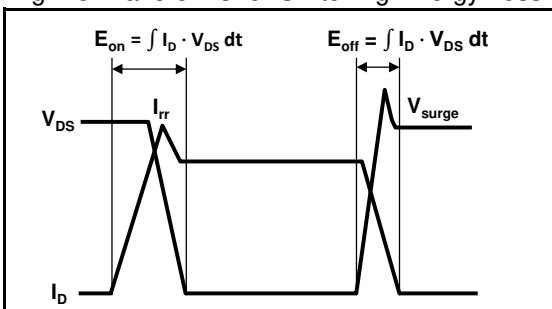 E_on = ∫ I_D · V_DS dt
E_off = ∫ I_D · V_DS dt
V_DS
I_rr
V_surge
I_D